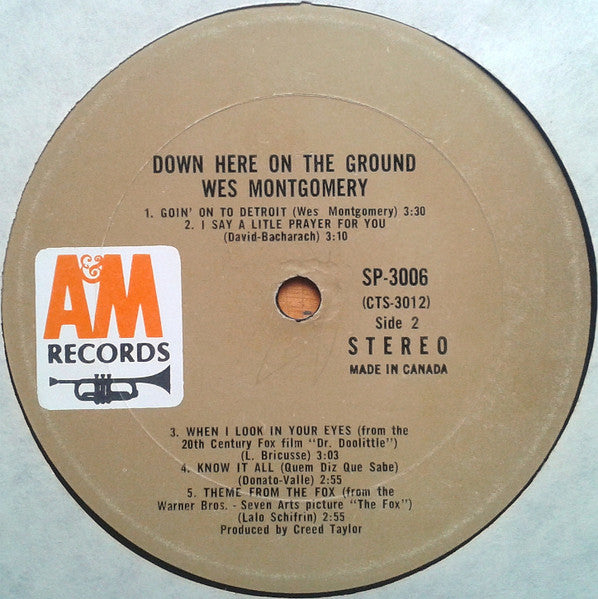 DOWN HERE ON THE GROUND
WES MONTGOMERY
1. GOIN' ON TO DETROIT (Wes Montgomery) 3:30
2. I SAY A LITLE PRAYER FOR YOU
(David-Bacharach) 3:10
A&M
RECORDS
SP-3006
(CTS-3012)
Side 2
STEREO
MADE IN CANADA
3. WHEN I LOOK IN YOUR EYES (from the
20th Century Fox film "Dr. Doolittle")
(L. Bricusse) 3:03
4. KNOW IT ALL (Quem Diz Que Sabe)
(Donato-Valle) 2:55
5. THEME FROM THE FOX (from the
Warner Bros. - Seven Arts picture "The Fox")
(Lalo Schifrin) 2:55
Produced by Creed Taylor